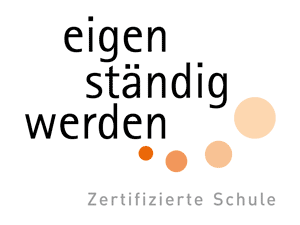 eigen
ständig
werden
Zertifizierte Schule